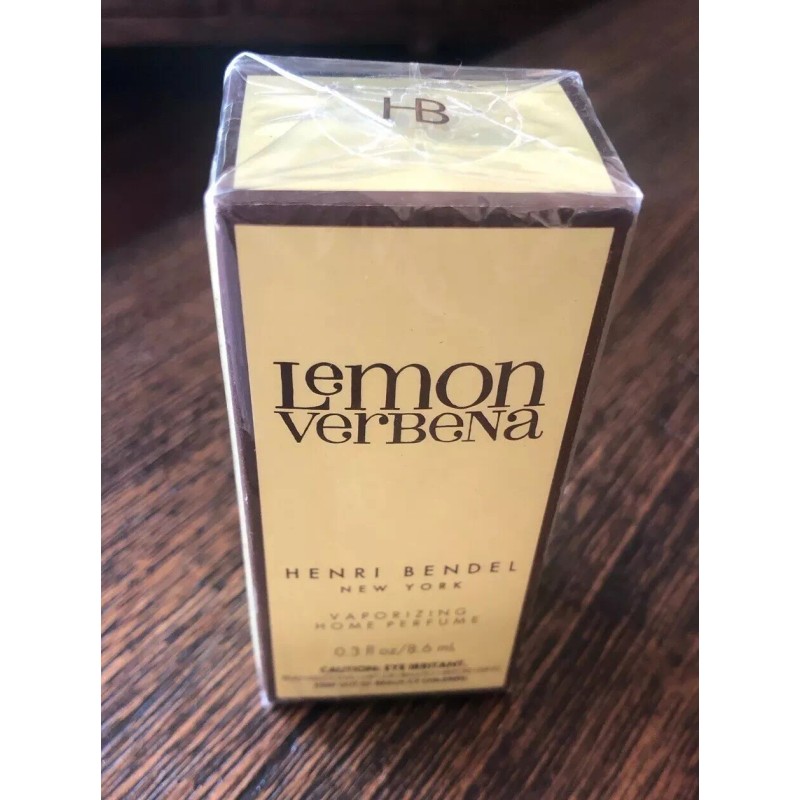 HB
Lemon
Verbena
HENRI BENDEL
NEW YORK
VAPORIZING
HOME PERFUME
0.3 fl oz/8.6 mL
CAUTION: EYE IRRITANT.